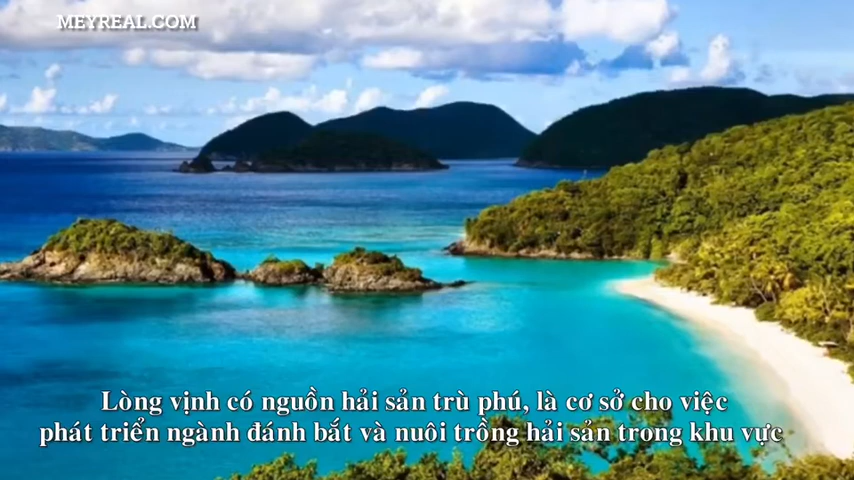 MEYREAL.COM
Lòng vịnh có nguồn hải sản trù phú, là cơ sở cho việc
phát triển ngành đánh bắt và nuôi trồng hải sản trong khu vực